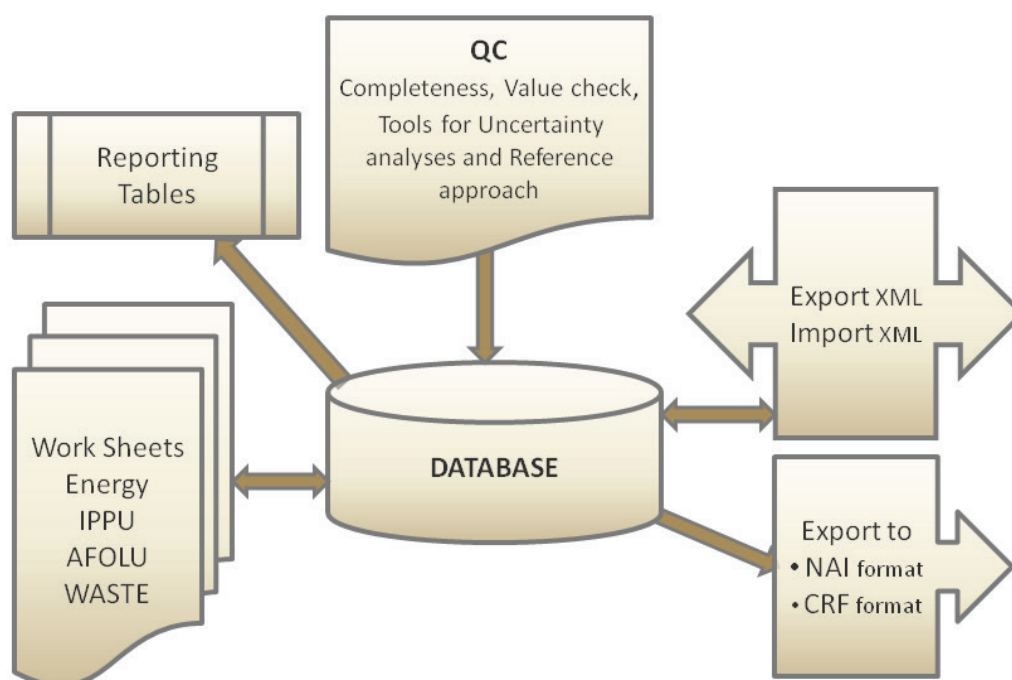 QC
Completeness, Value check,
Tools for Uncertainty
analyses and Reference
approach
Reporting
Tables
Export XML
Import XML
Work Sheets
Energy
IPPU
AFOLU
WASTE
DATABASE
Export to
• NAI format
• CRF format